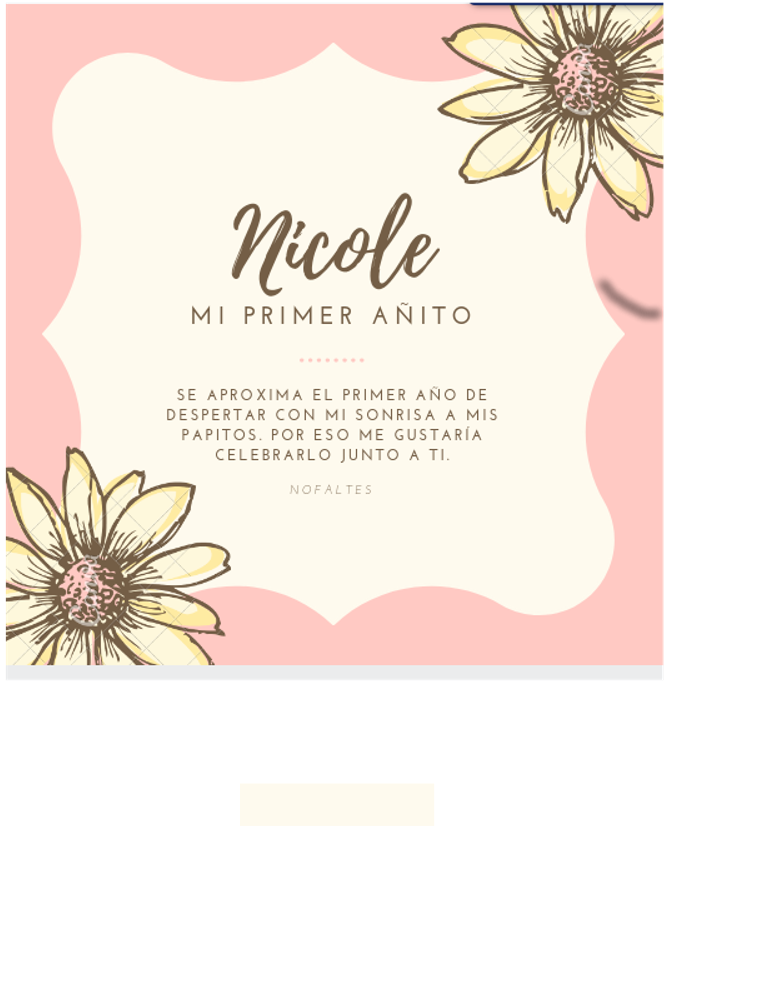 Nicole
MI PRIMER AÑITO
SE APROXIMA EL PRIMER AÑO DE
DESPERTAR CON MI SONRISA A MIS
PAPITOS. POR ESO ME GUSTARÍA
CELEBRARLO JUNTO A TI.
NOFALTES